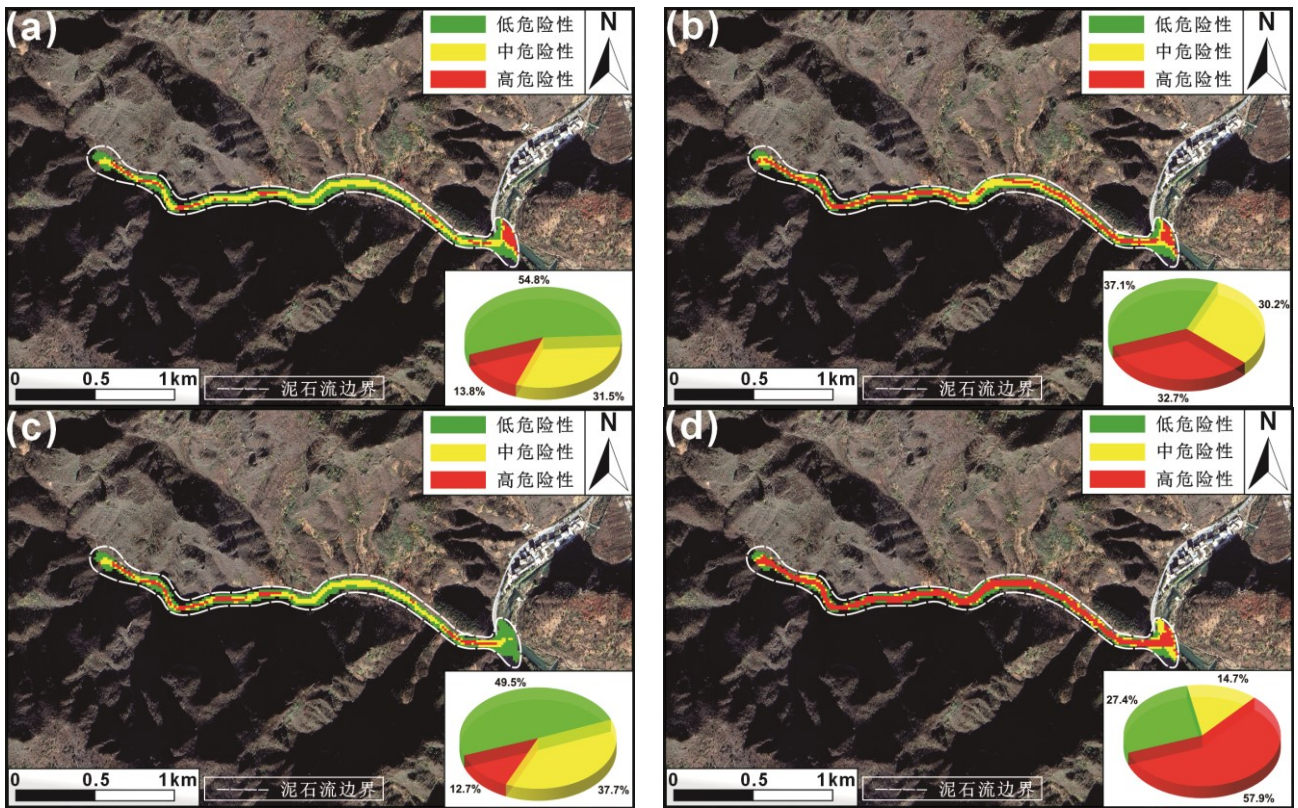 (a)
低危险性
中危险性
高危险性
N
54.8%
13.8%
31.5%
0 0.5 1km
泥石流边界
(b)
低危险性
中危险性
高危险性
N
37.1%
30.2%
32.7%
0 0.5 1km
泥石流边界
(c)
低危险性
中危险性
高危险性
N
49.5%
12.7%
37.7%
0 0.5 1km
泥石流边界
(d)
低危险性
中危险性
高危险性
N
14.7%
27.4%
57.9%
0 0.5 1km
泥石流边界